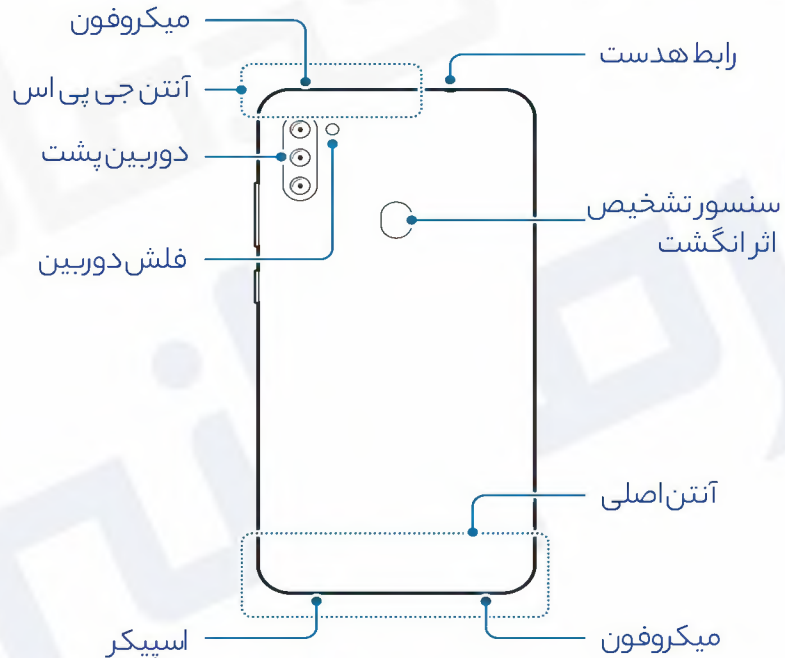 میکروفون
رابط هدست
آنتن جی پی اس
دوربین پشت
سنسور تشخیص
اثر انگشت
فلش دوربین
آنتن اصلی
اسپیکر
میکروفون